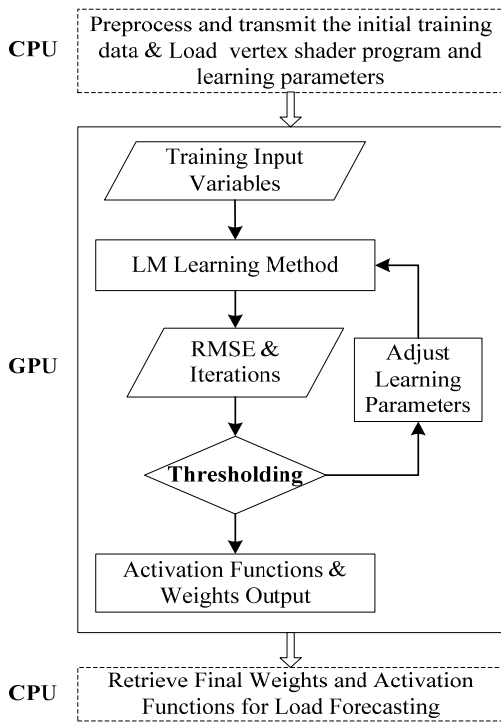 CPU
Preprocess and transmit the initial training
data & Load vertex shader program and
learning parameters
Training Input
Variables
LM Learning Method
GPU
RMSE &
Iterations
Adjust
Learning
Parameters
Thresholding
Activation Functions &
Weights Output
CPU
Retrieve Final Weights and Activation
Functions for Load Forecasting